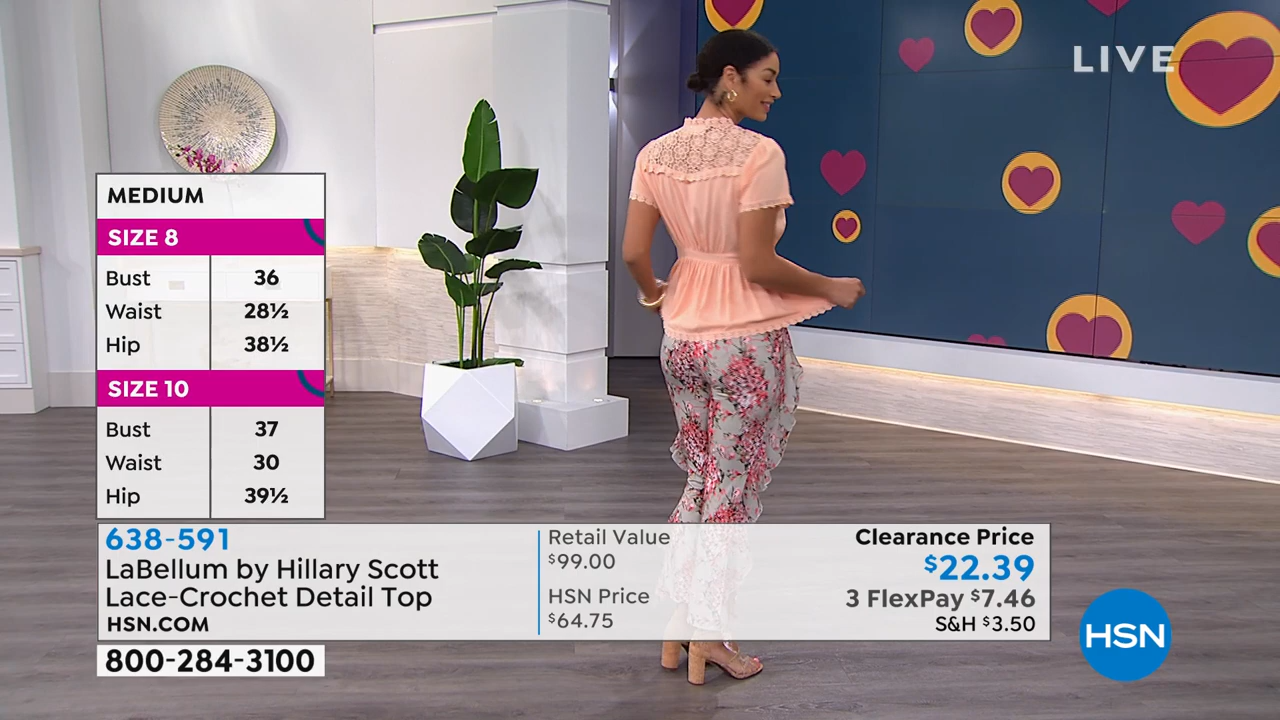 LIVE
MEDIUM
SIZE 8
Bust 36
Waist 28½
Hip 38½
SIZE 10
Bust 37
Waist 30
Hip 39½
638-591
LaBellum by Hillary Scott
Lace-Crochet Detail Top
HSN.COM
Retail Value
$99.00
HSN Price
$64.75
Clearance Price
$22.39
3 FlexPay $7.46
S&H $3.50
800-284-3100
HSN